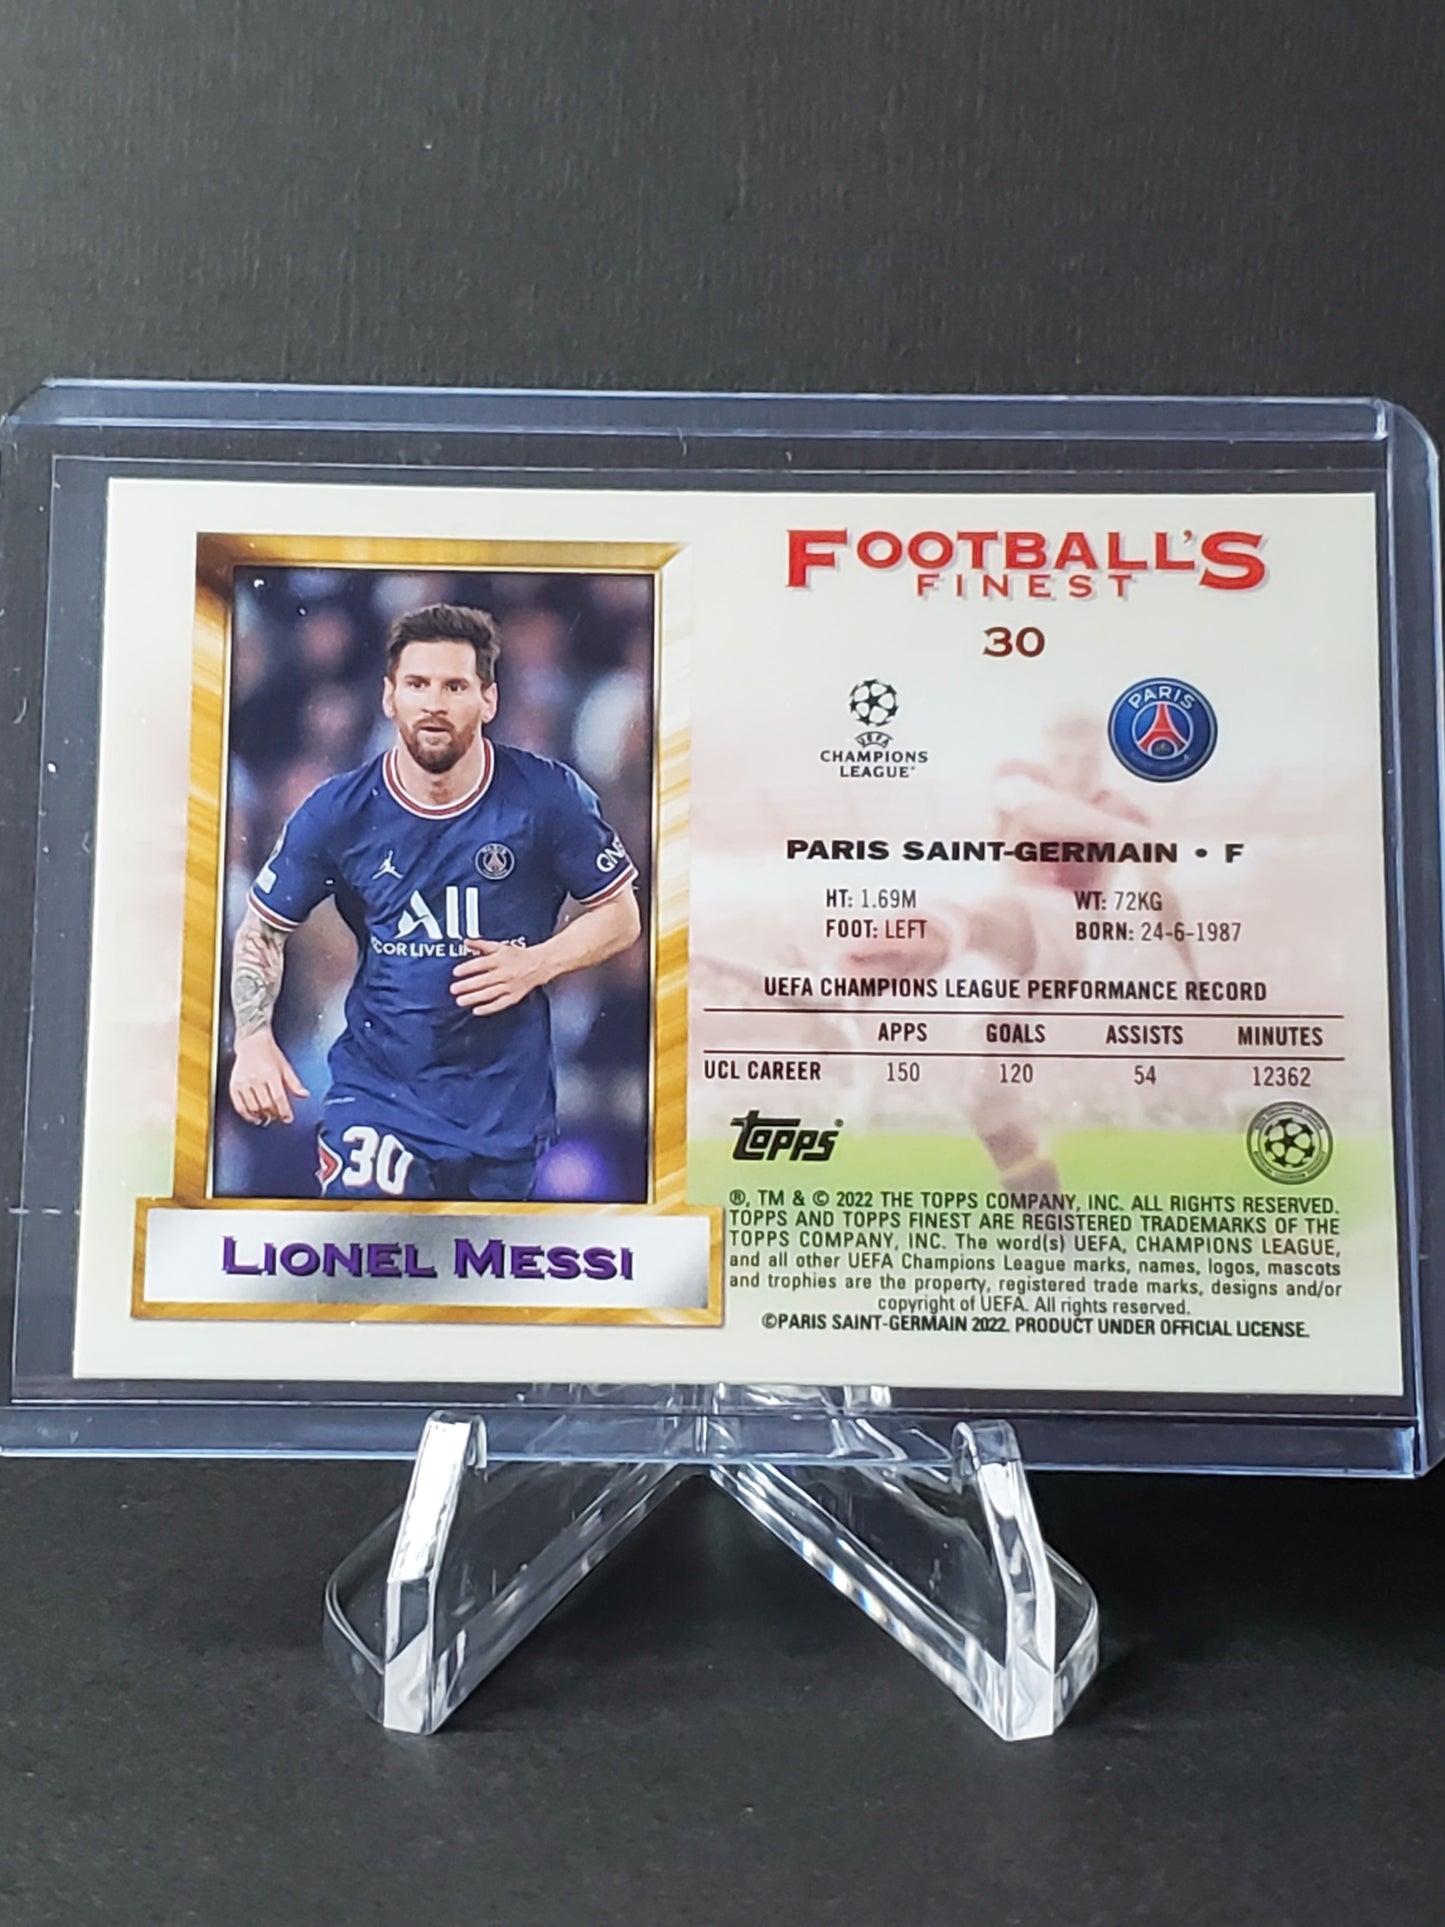 FOOTBALL'S
FINEST
30
UEFA
CHAMPIONS
LEAGUE®
PARIS
PARIS SAINT-GERMAIN • F
HT: 1.69M WT: 72KG
FOOT: LEFT BORN: 24-6-1987
UEFA CHAMPIONS LEAGUE PERFORMANCE RECORD
APPS GOALS ASSISTS MINUTES
UCL CAREER 150 120 54 12362
Topps®
®, TM & © 2022 THE TOPPS COMPANY, INC. ALL RIGHTS RESERVED.
TOPPS AND TOPPS FINEST ARE REGISTERED TRADEMARKS OF THE
TOPPS COMPANY, INC. The word(s) UEFA, CHAMPIONS LEAGUE,
and all other UEFA Champions League marks, names, logos, mascots
and trophies are the property, registered trade marks, designs and/or
copyright of UEFA. All rights reserved.
©PARIS SAINT-GERMAIN 2022. PRODUCT UNDER OFFICIAL LICENSE.
QNB
PARIS
ALL
LIVE
30
LIONEL MESSI